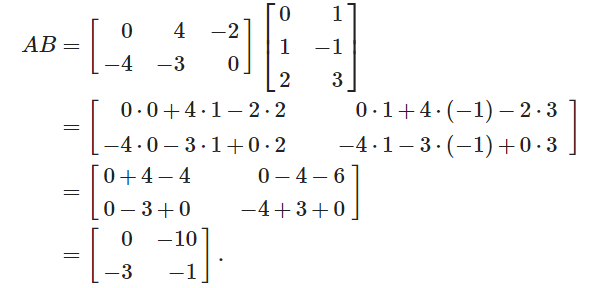 AB = [ 0 4 −2 ; −4 −3 0 ] [ 0 1 ; 1 −1 ; 2 3 ]
= [ 0·0+4·1−2·2 0·1+4·(−1)−2·3 ; −4·0−3·1+0·2 −4·1−3·(−1)+0·3 ]
= [ 0+4−4 0−4−6 ; 0−3+0 −4+3+0 ]
= [ 0 −10 ; −3 −1 ] .